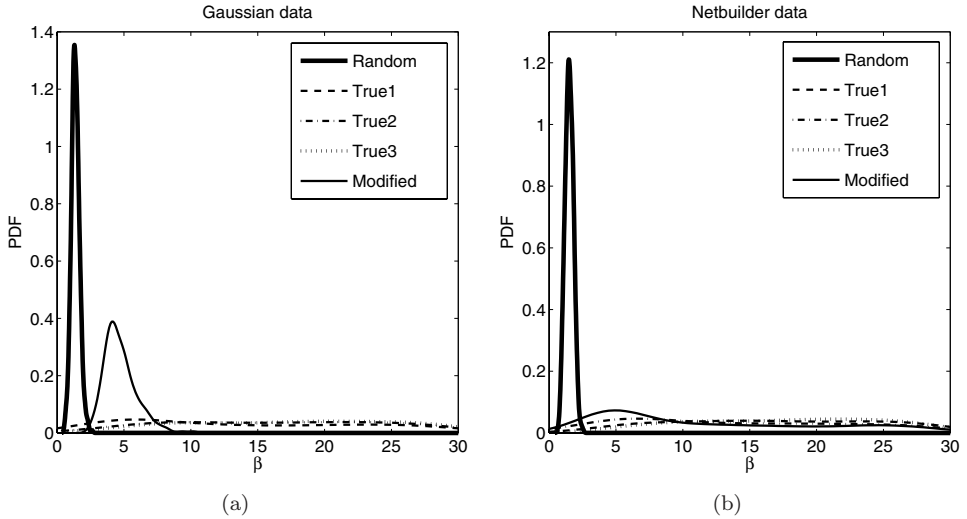 Gaussian data
1.4
1.2
1
0.8
0.6
0.4
0.2
0
PDF
0 5 10 15 20 25 30
β
Random
True1
True2
True3
Modified
(a)
Netbuilder data
1.2
1
0.8
0.6
0.4
0.2
0
PDF
0 5 10 15 20 25 30
β
Random
True1
True2
True3
Modified
(b)